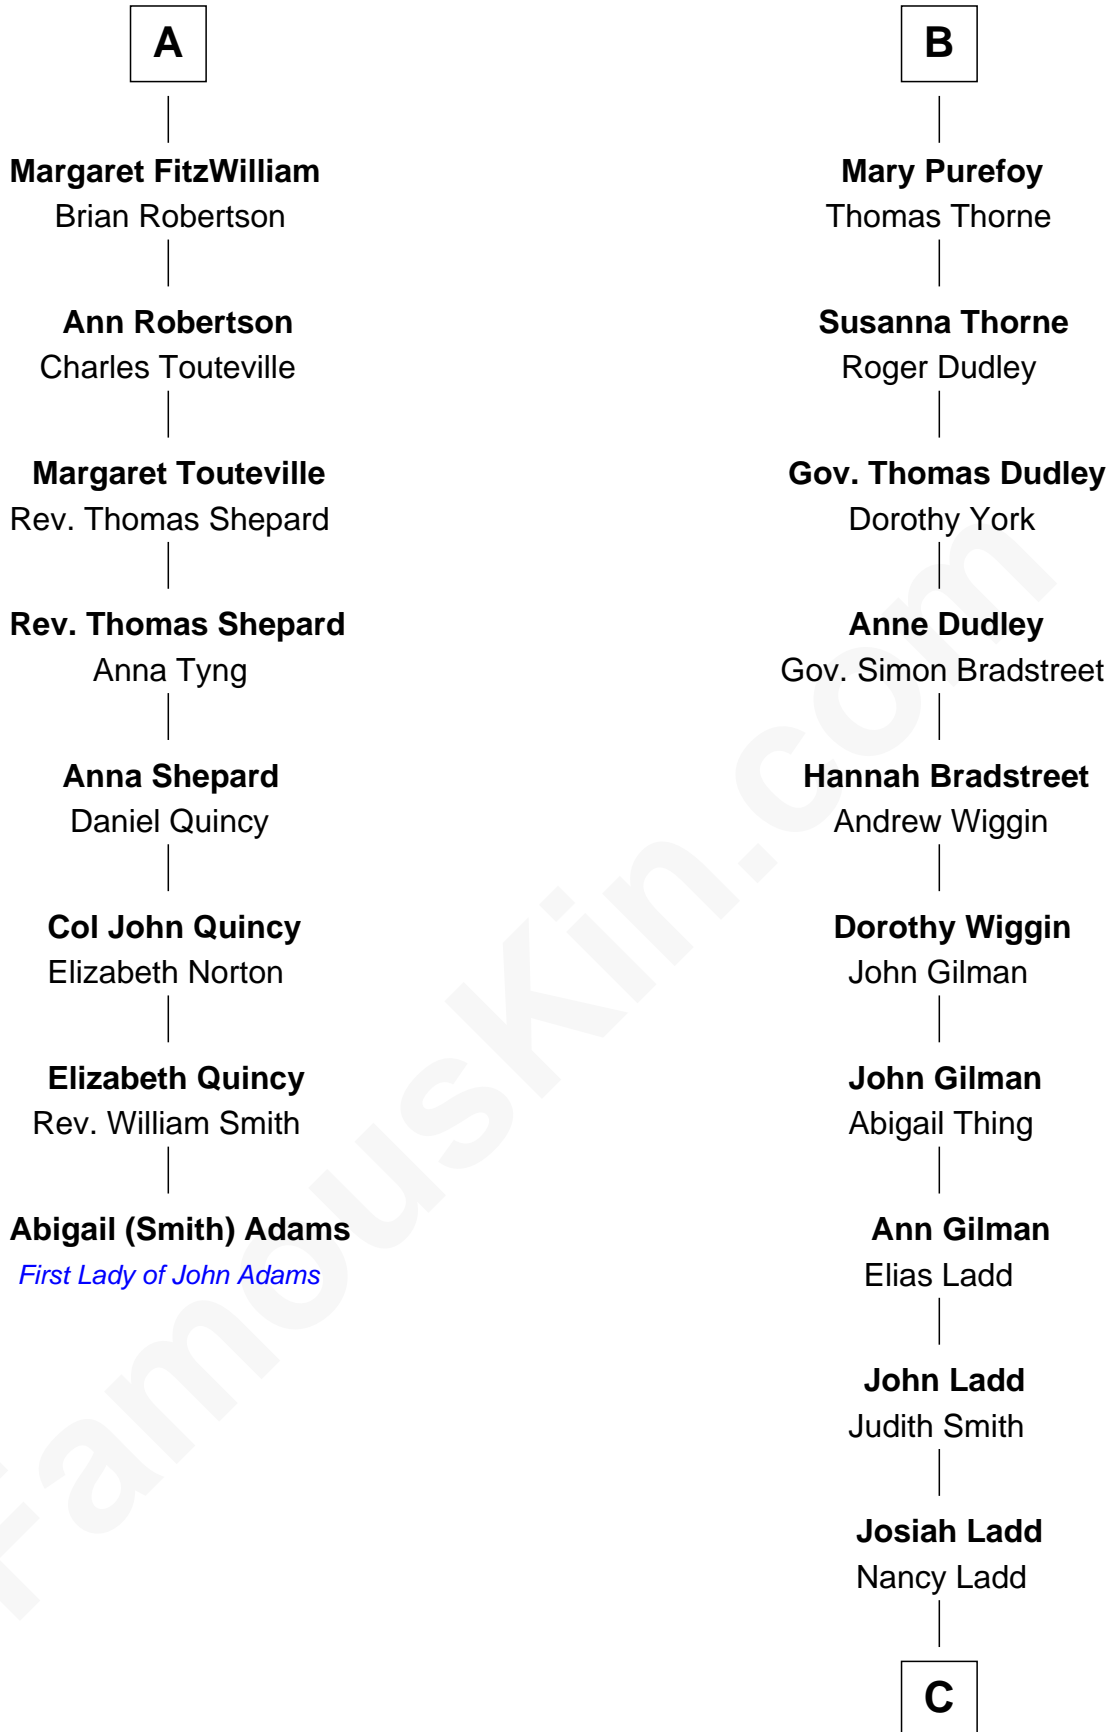 A
Margaret FitzWilliam
Brian Robertson
Ann Robertson
Charles Touteville
Margaret Touteville
Rev. Thomas Shepard
Rev. Thomas Shepard
Anna Tyng
Anna Shepard
Daniel Quincy
Col John Quincy
Elizabeth Norton
Elizabeth Quincy
Rev. William Smith
Abigail (Smith) Adams
First Lady of John Adams
B
Mary Purefoy
Thomas Thorne
Susanna Thorne
Roger Dudley
Gov. Thomas Dudley
Dorothy York
Anne Dudley
Gov. Simon Bradstreet
Hannah Bradstreet
Andrew Wiggin
Dorothy Wiggin
John Gilman
John Gilman
Abigail Thing
Ann Gilman
Elias Ladd
John Ladd
Judith Smith
Josiah Ladd
Nancy Ladd
C
FamousKin.com